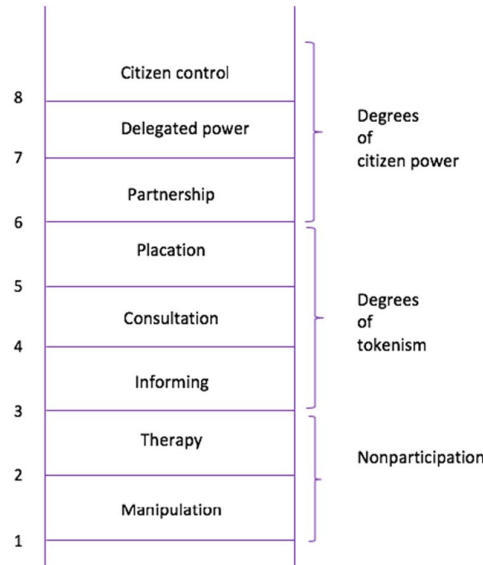 Citizen control
8
Delegated power
7
Partnership
6
Placation
5
Consultation
4
Informing
3
Therapy
2
Manipulation
1
Degrees
of
citizen power
Degrees
of
tokenism
Nonparticipation